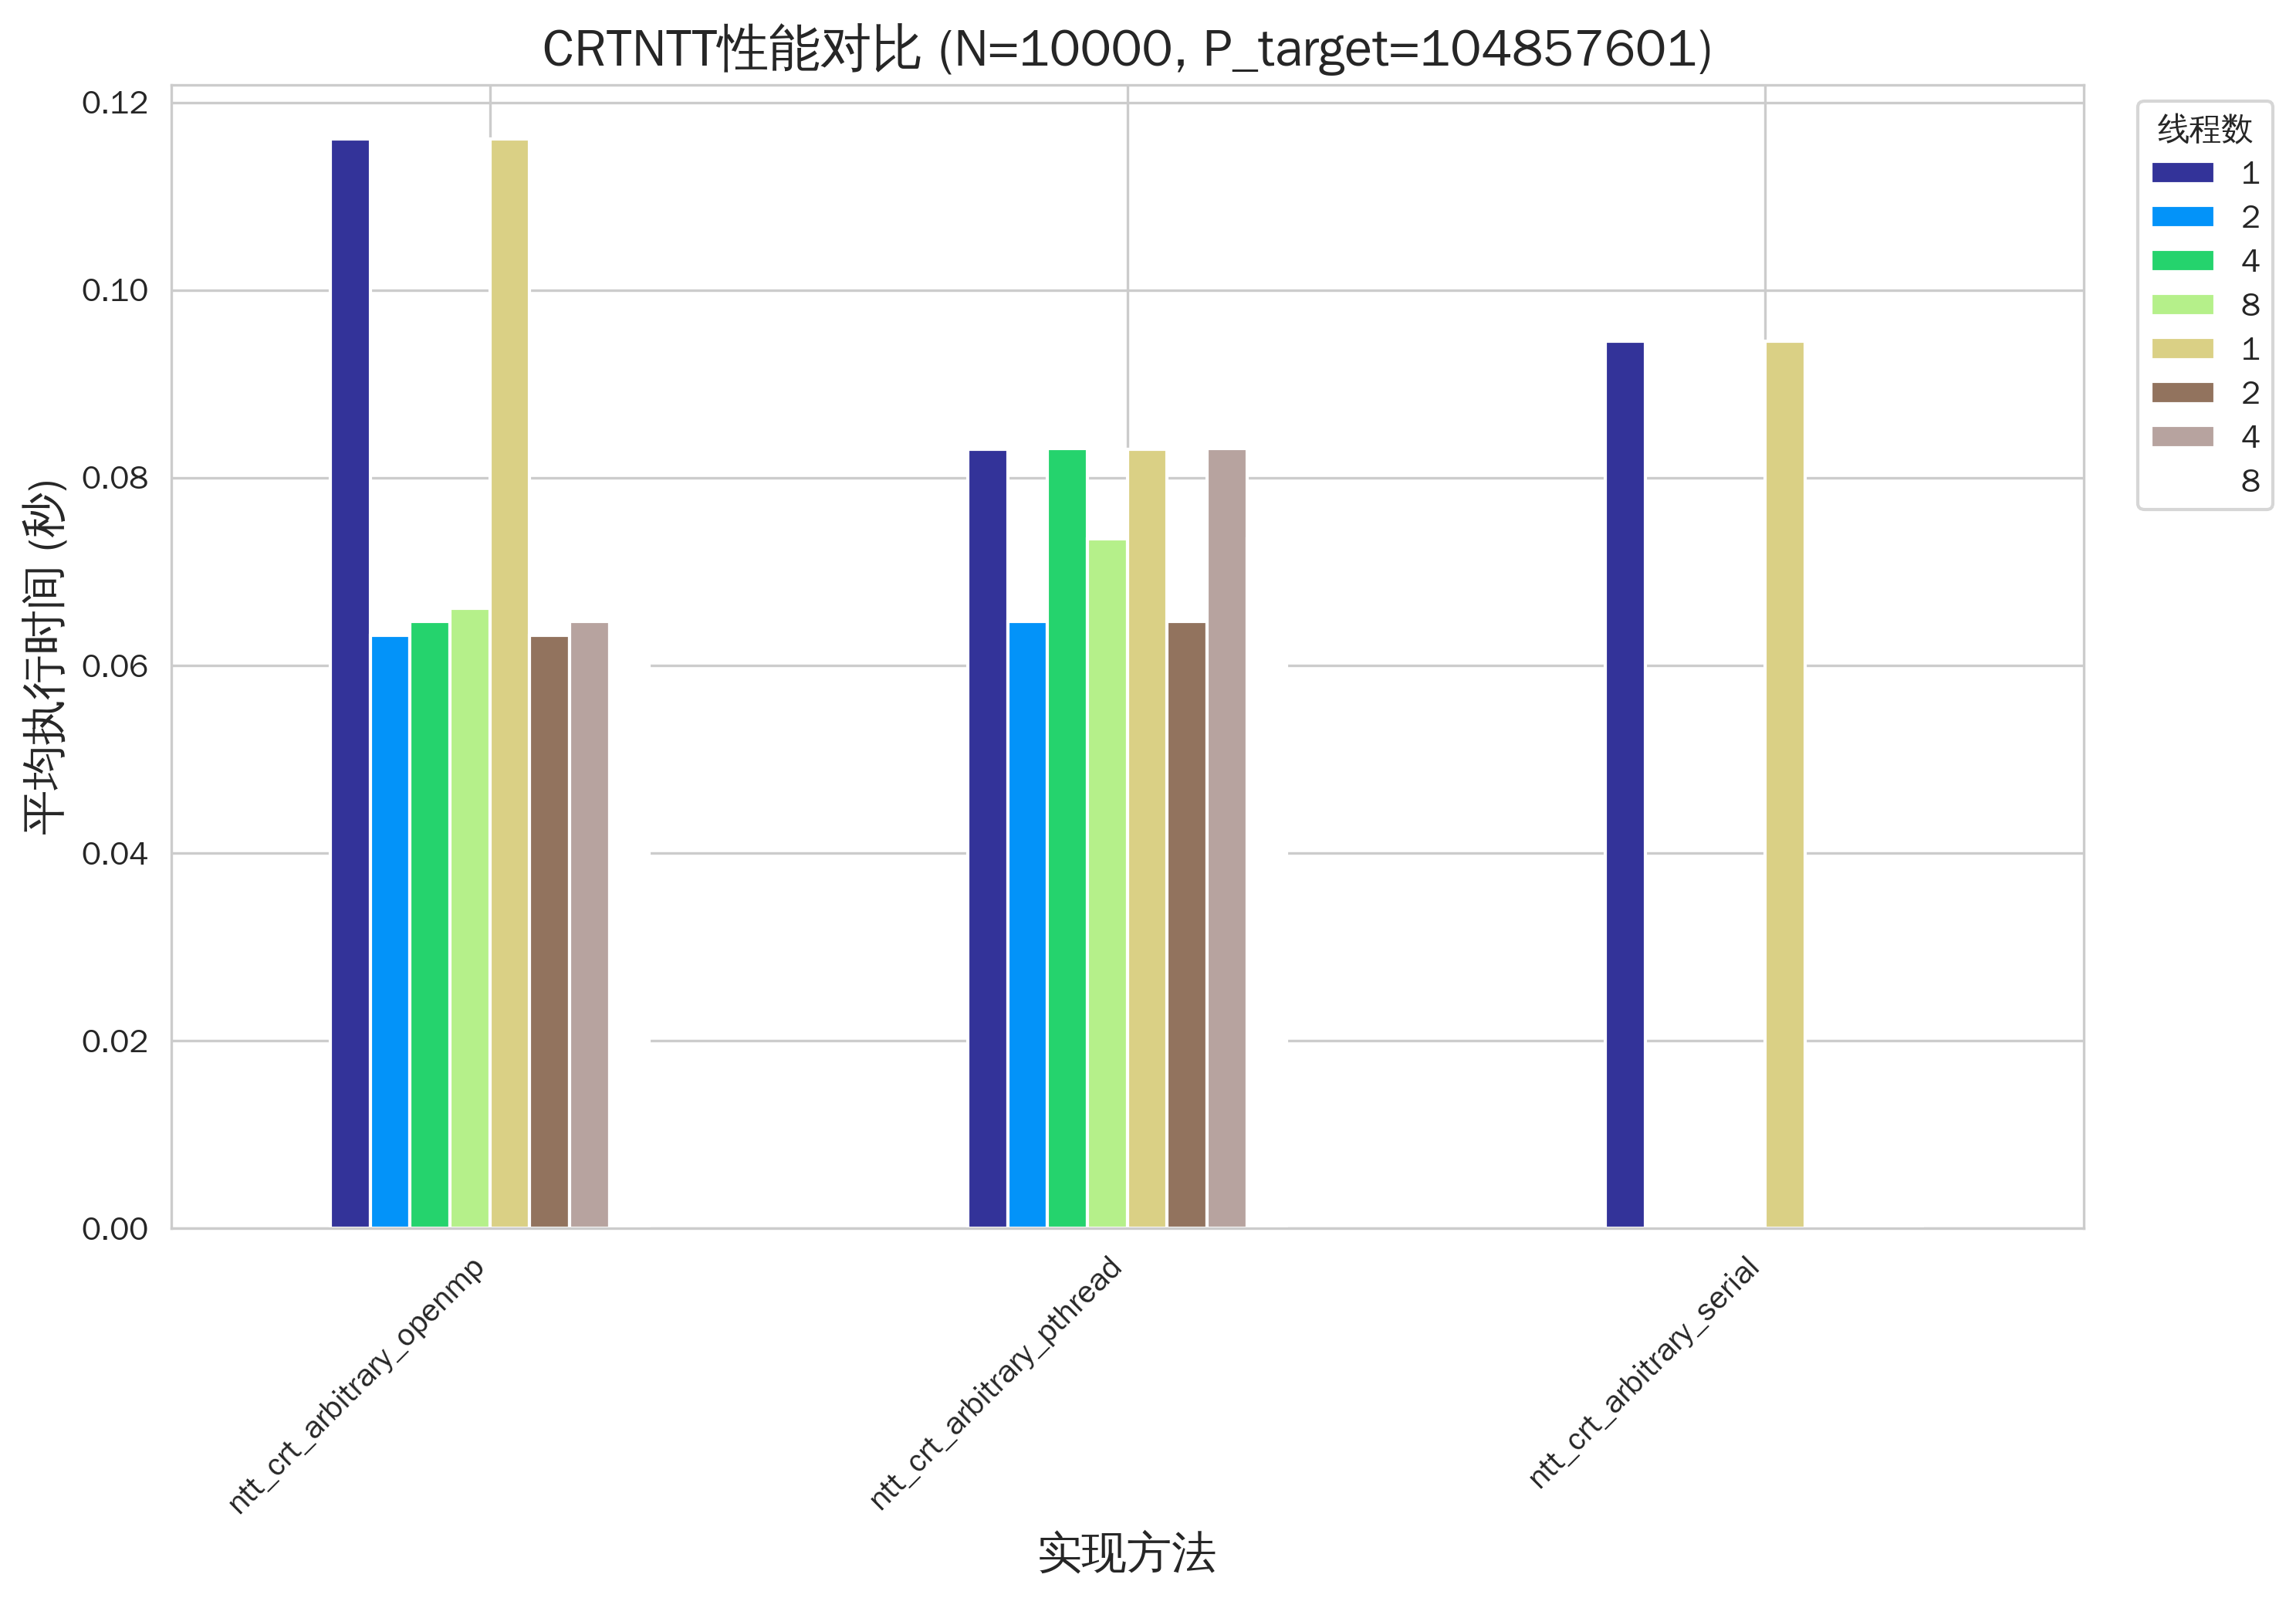 CRTNTT性能对比 (N=10000, P_target=104857601)
0.12
0.10
0.08
0.06
0.04
0.02
0.00
平均执行时间 (秒)
ntt_crt_arbitrary_openmp
ntt_crt_arbitrary_pthread
ntt_crt_arbitrary_serial
实现方法
线程数
1
2
4
8
1
2
4
8